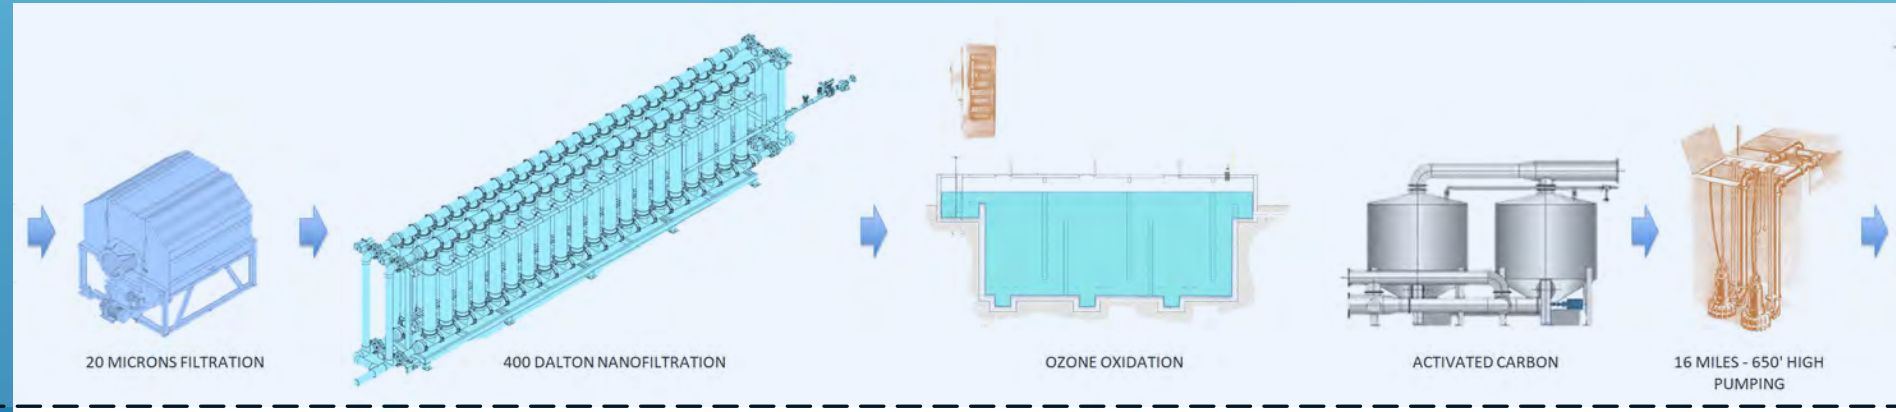 20 MICRONS FILTRATION
400 DALTON NANOFILTRATION
OZONE OXIDATION
ACTIVATED CARBON
16 MILES - 650' HIGH
PUMPING